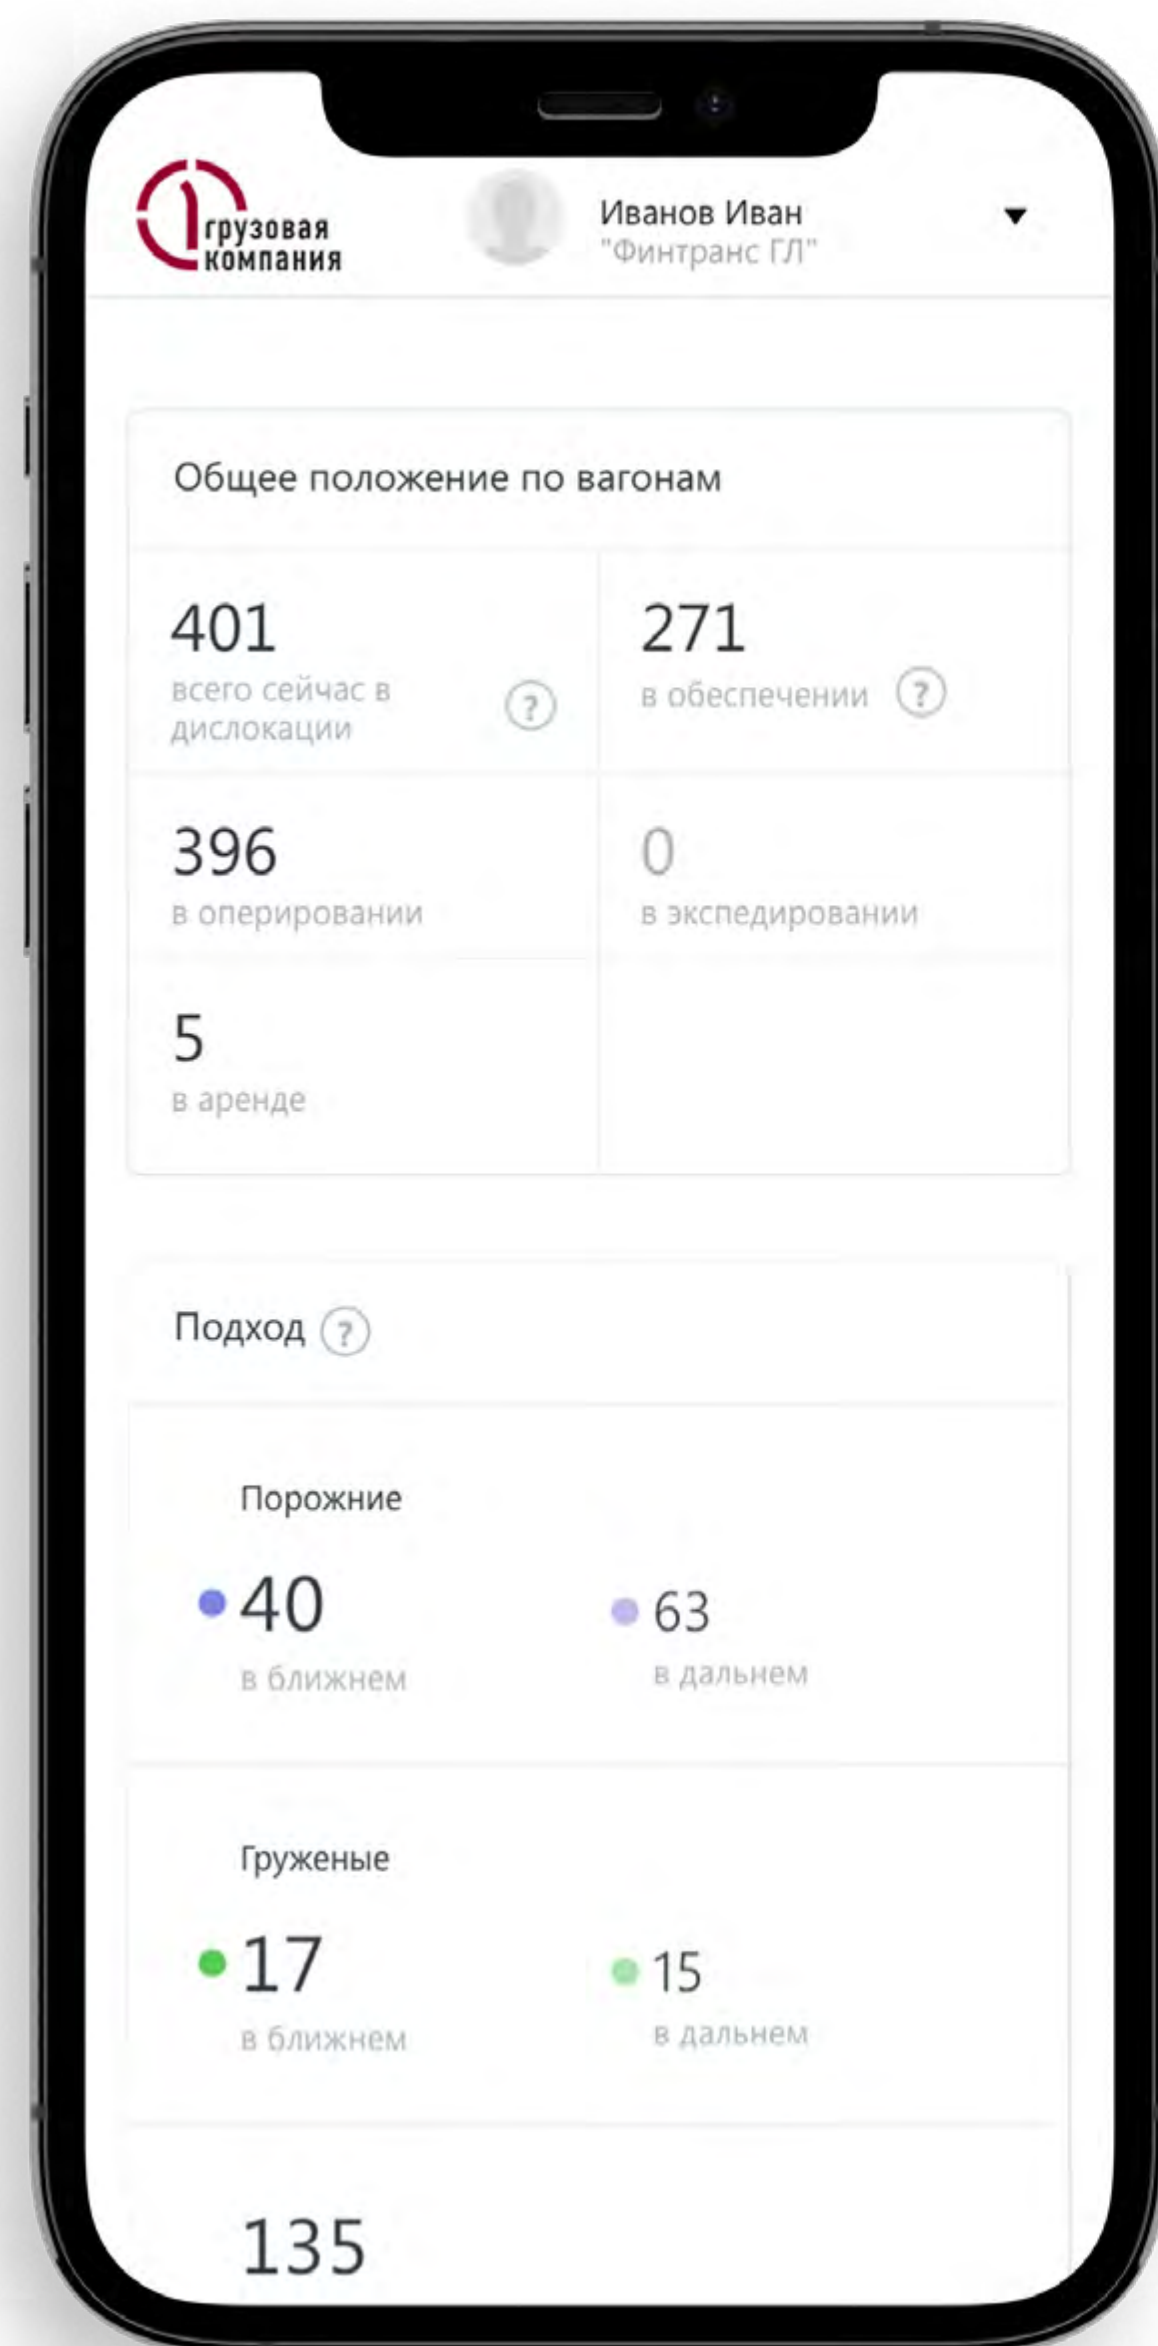 грузовая
компания
Иванов Иван
"Финтранс ГЛ"
Общее положение по вагонам
401
всего сейчас в
дислокации
?
271
в обеспечении
?
396
в оперировании
0
в экспедировании
5
в аренде
Подход ?
Порожние
40
в ближнем
63
в дальнем
Груженые
17
в ближнем
15
в дальнем
135